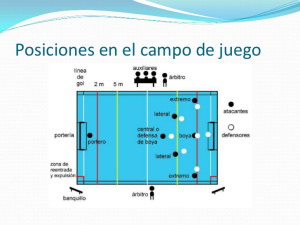 Posiciones en el campo de juego
auxiliares
línea
de
gol
2 m
5 m
árbitro
extremo
atacantes
lateral
portería
portero
central o
defensa
de boya
boya
defensores
lateral
zona de
reentrada
y expulsión
extremo
banquillo
árbitro